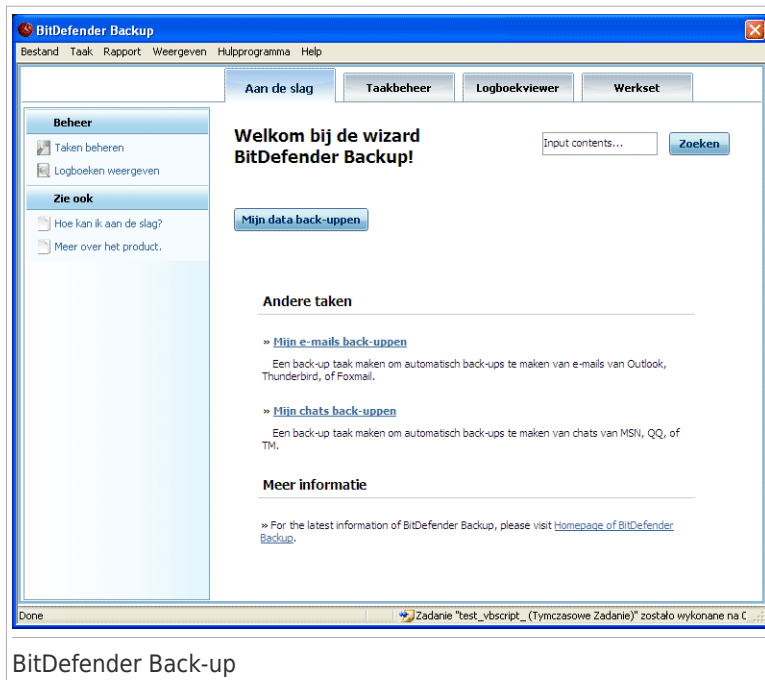 BitDefender Backup
Bestand Taak Rapport Weergeven Hulpprogramma Help
Aan de slag Taakbeheer Logboekviewer Werkset
Beheer
Taken beheren
Logboeken weergeven
Zie ook
Hoe kan ik aan de slag?
Meer over het product.
Welkom bij de wizard
BitDefender Backup!
Input contents... Zoeken
Mijn data back-uppen
Andere taken
» Mijn e-mails back-uppen
Een back-up taak maken om automatisch back-ups te maken van e-mails van Outlook,
Thunderbird, of Foxmail.
» Mijn chats back-uppen
Een back-up taak maken om automatisch back-ups te maken van chats van MSN, QQ, of
TM.
Meer informatie
» For the latest information of BitDefender Backup, please visit Homepage of BitDefender
Backup.
Done Zadanie "test_vbscript_ (Tymczasowe Zadanie)" zostało wykonane na
BitDefender Back-up